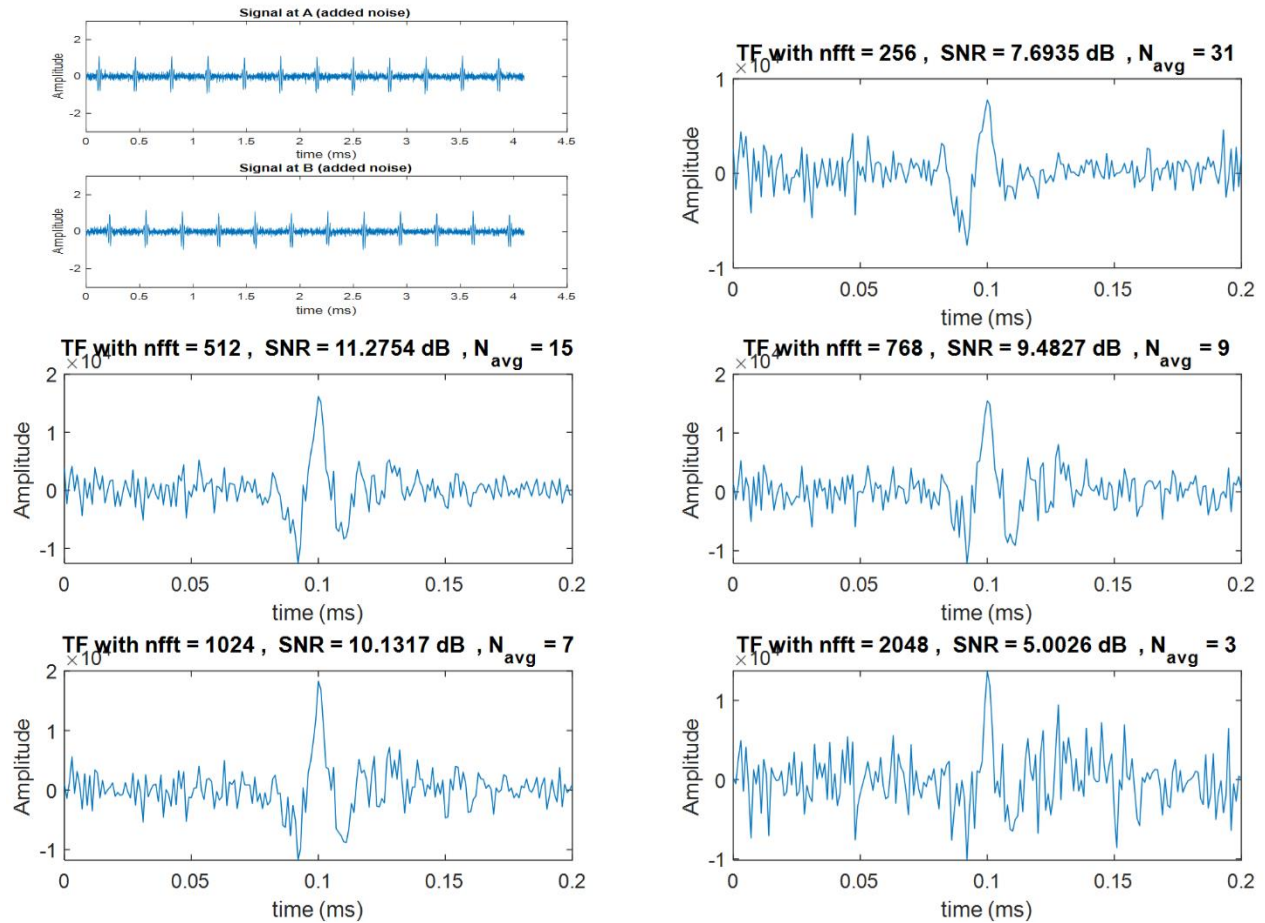 Signal at A (added noise)
Amplitude
2
0
-2
0 0.5 1 1.5 2 2.5 3 3.5 4 4.5
time (ms)
Signal at B (added noise)
Amplitude
2
0
-2
0 0.5 1 1.5 2 2.5 3 3.5 4 4.5
time (ms)
TF with nfft = 256 , SNR = 7.6935 dB , N_avg = 31
×10^4
Amplitude
1
0
-1
0 0.05 0.1 0.15 0.2
time (ms)
TF with nfft = 512 , SNR = 11.2754 dB , N_avg = 15
×10^4
Amplitude
2
1
0
-1
0 0.05 0.1 0.15 0.2
time (ms)
TF with nfft = 768 , SNR = 9.4827 dB , N_avg = 9
×10^4
Amplitude
2
1
0
-1
0 0.05 0.1 0.15 0.2
time (ms)
TF with nfft = 1024 , SNR = 10.1317 dB , N_avg = 7
×10^4
Amplitude
2
1
0
-1
0 0.05 0.1 0.15 0.2
time (ms)
TF with nfft = 2048 , SNR = 5.0026 dB , N_avg = 3
×10^4
Amplitude
1
0
-1
0 0.05 0.1 0.15 0.2
time (ms)